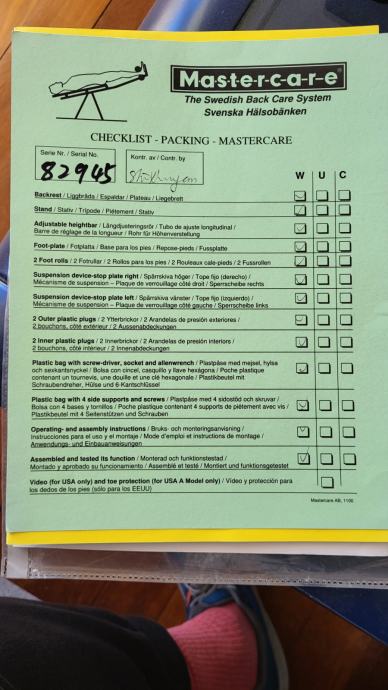 Mastercare®
The Swedish Back Care System
Svenska Hälsobänken
CHECKLIST - PACKING - MASTERCARE
Serie Nr. / Serial No.
82945
Kontr. av / Contr. by
W U C
Backrest / Liggbräda / Espaldar / Plateau / Liegebrett
Stand / Stativ / Trípode / Piétement / Stativ
Adjustable heightbar / Längdjusteringsrör / Tubo de ajuste longitudinal /
Barre de réglage de la longueur / Rohr für Höhenverstellung
Foot-plate / Fotplatta / Base para los pies / Repose-pieds / Fussplatte
2 Foot rolls / 2 Fotrullar / 2 Rollos para los pies / 2 Rouleaux cale-pieds / 2 Fussrollen
Suspension device-stop plate right / Spärrskiva höger / Tope fijo (derecho) /
Mécanisme de suspension – Plaque de verrouillage côté droit / Sperrscheibe rechts
Suspension device-stop plate left / Spärrskiva vänster / Tope fijo (izquierdo) /
Mécanisme de suspension – Plaque de verrouillage côté gauche / Sperrscheibe links
2 Outer plastic plugs / 2 Ytterbrickor / 2 Arandelas de presión exteriores /
2 bouchons, côté extérieur / 2 Aussenabdeckungen
2 Inner plastic plugs / 2 Innerbrickor / 2 Arandelas de presión interiors /
2 bouchons, côté intérieur / 2 Innenabdeckungen
Plastic bag with screw-driver, socket and allenwrench / Plastpåse med mejsel, hylsa
och sexkantsnyckel / Bolsa con cincel, casquillo y llave hexágona / Poche plastique
contenant un tournevis, une douille et une clé hexagonale / Plastikbeutel mit
Schraubendreher, Hülse und 6-Kantschlüssel
Plastic bag with 4 side supports and screws / Plastpåse med 4 sidostöd och skruvar /
Bolsa con 4 bases y tornillos / Poche plastique contenant 4 supports de piétement avec vis /
Plastikbeutel mit 4 Seitenstützen und Schrauben
Operating- and assembly instructions / Bruks- och monteringsanvisning /
Instrucciones para el uso y el montaje / Mode d'emploi et instructions de montage /
Anwendungs- und Einbauanweisungen
Assembled and tested its function / Monterad och funktionstestad /
Montado y aprobado su funcionamiento / Assemblé et testé / Montiert und funktionsgetestet
Video (for USA only) and toe protection (for USA A Model only) / Vídeo y protección para
los dedos de los pies (sólo para los EEUU)
Mastercare AB, 1100